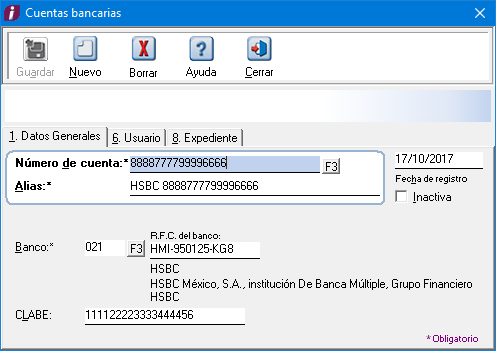 Cuentas bancarias
Guardar Nuevo Borrar Ayuda Cerrar
1. Datos Generales 6. Usuario 8. Expediente
Número de cuenta:* 8888777799996666 F3
17/10/2017
Fecha de registro
Alias:* HSBC 8888777799996666
Inactiva
R.F.C. del banco:
Banco:* 021 F3 HMI-950125-KG8
HSBC
HSBC México, S.A., institución De Banca Múltiple, Grupo Financiero
HSBC
CLABE: 111122223333444456
* Obligatorio